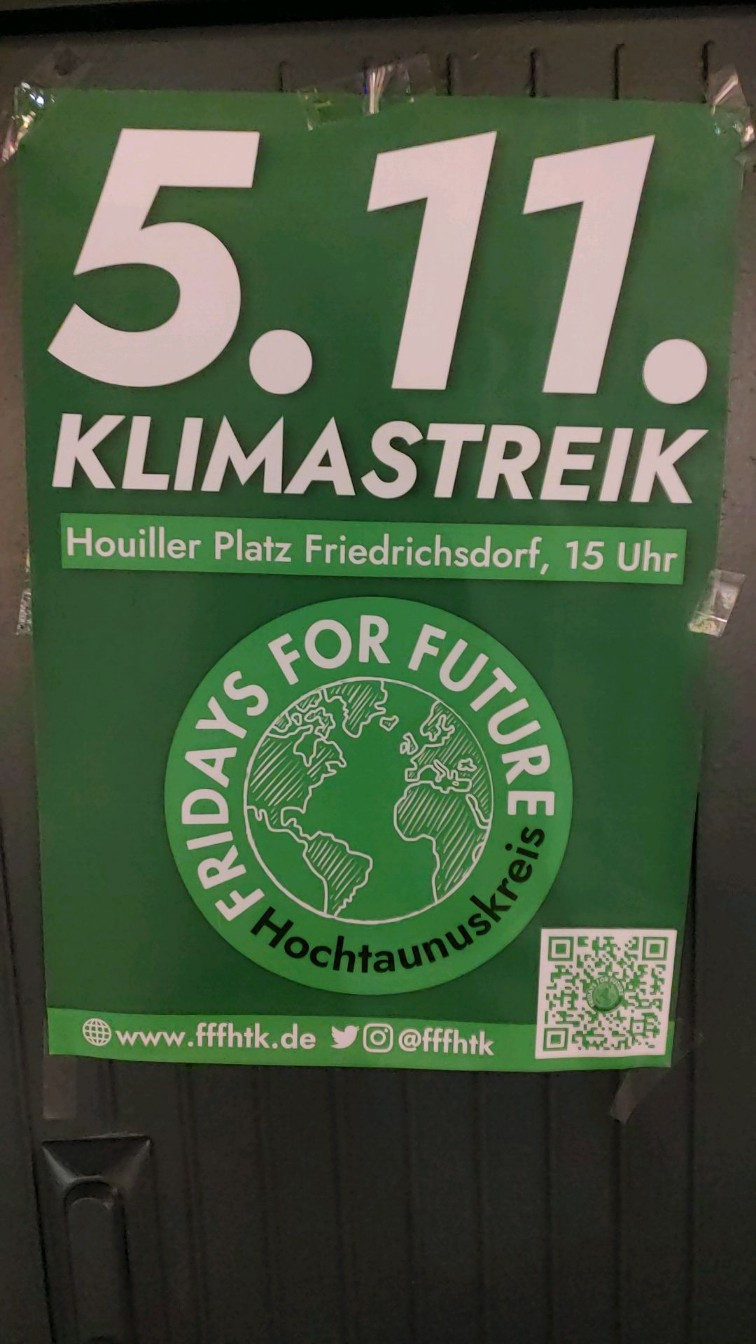 5.11.
KLIMASTREIK
Houiller Platz Friedrichsdorf, 15 Uhr
FRIDAYS FOR FUTURE
Hochtaunuskreis
www.fffhtk.de @fffhtk